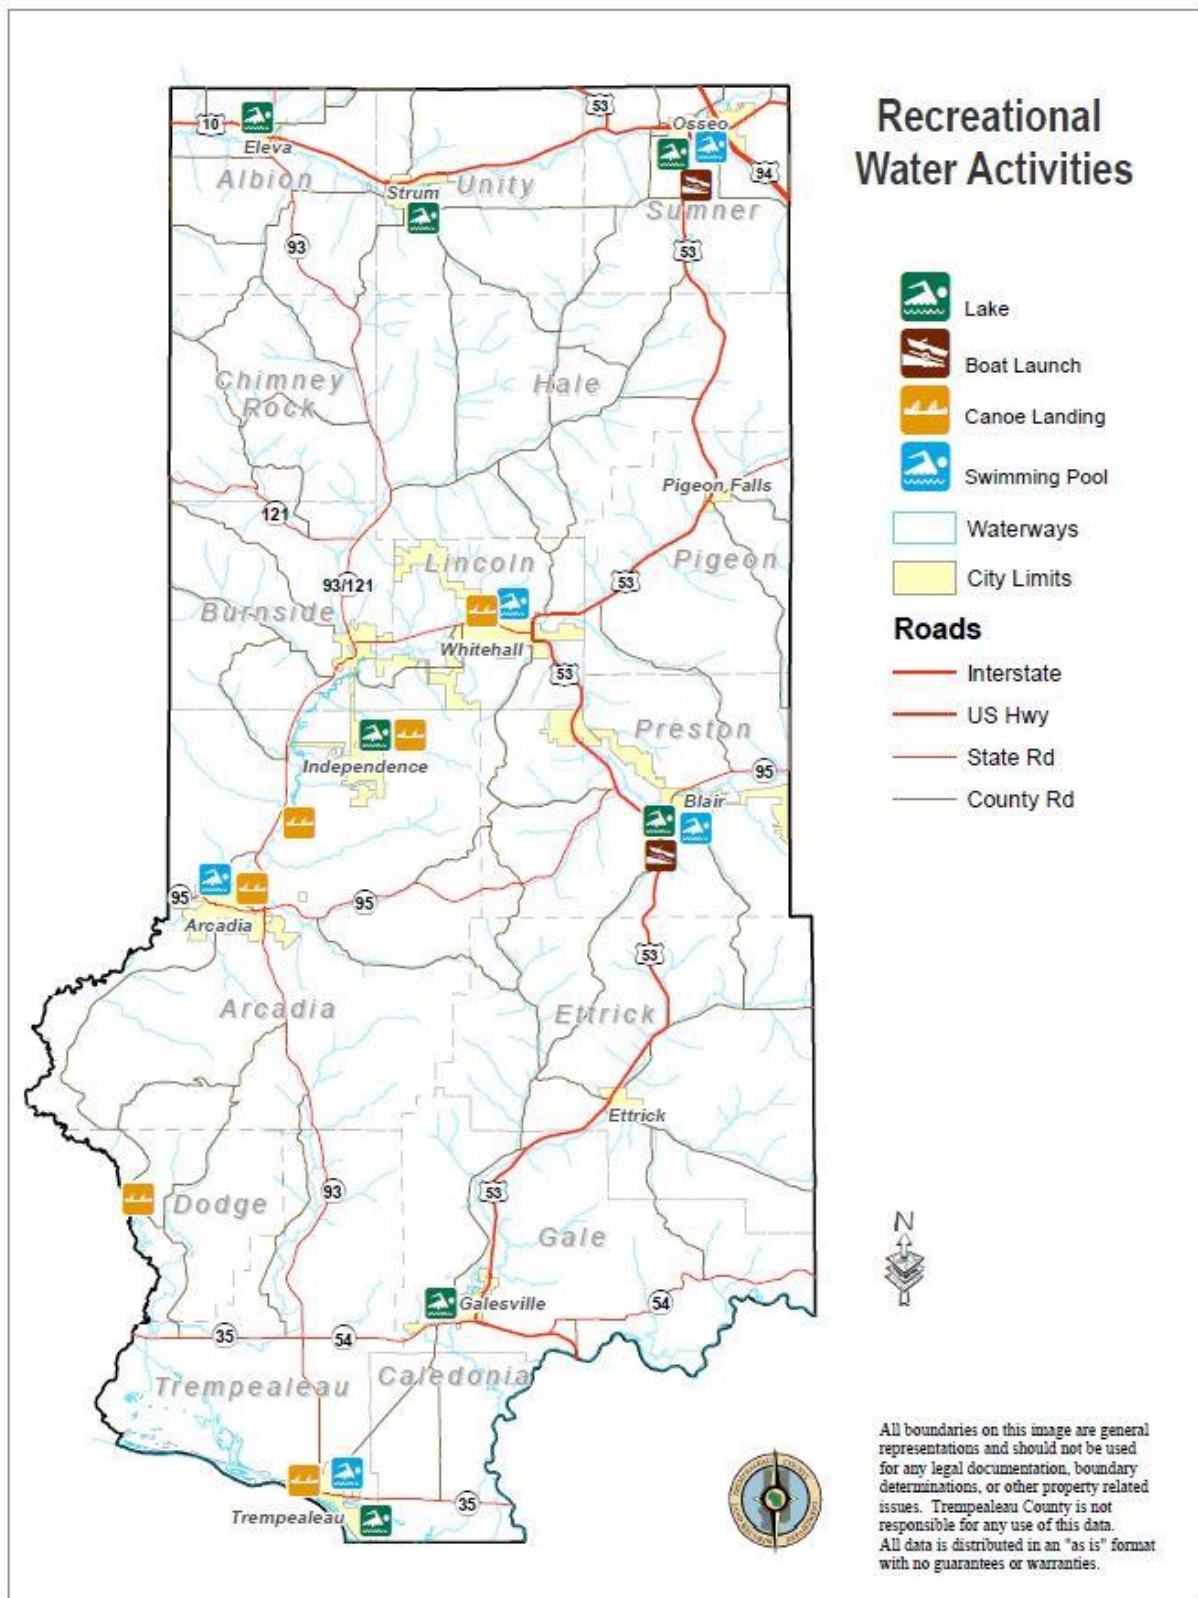 Recreational
Water Activities
Lake
Boat Launch
Canoe Landing
Swimming Pool
Waterways
City Limits
Roads
Interstate
US Hwy
State Rd
County Rd
10
53
Osseo
Eleva
Albion
Strum
Unity
94
Sumner
93
53
Chimney
Rock
Hale
Pigeon Falls
121
Lincoln
Pigeon
93/121
53
Burnside
Whitehall
53
Preston
Independence
95
Blair
95
95
Arcadia
53
Arcadia
Ettrick
Ettrick
93
53
Dodge
Gale
N
Galesville
54
35
54
Caledonia
Trempealeau
35
Trempealeau
All boundaries on this image are general
representations and should not be used
for any legal documentation, boundary
determinations, or other property related
issues. Trempealeau County is not
responsible for any use of this data.
All data is distributed in an "as is" format
with no guarantees or warranties.